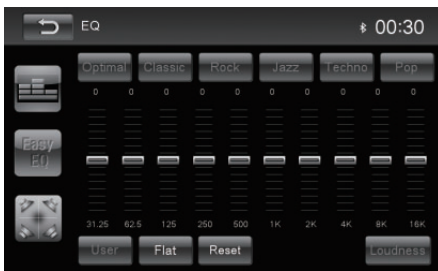 EQ 00:30
Optimal Classic Rock Jazz Techno Pop
0 0 0 0 0 0 0 0 0 0
Easy
EQ
31.25 62.5 125 250 500 1K 2K 4K 8K 16K
User Flat Reset Loudness